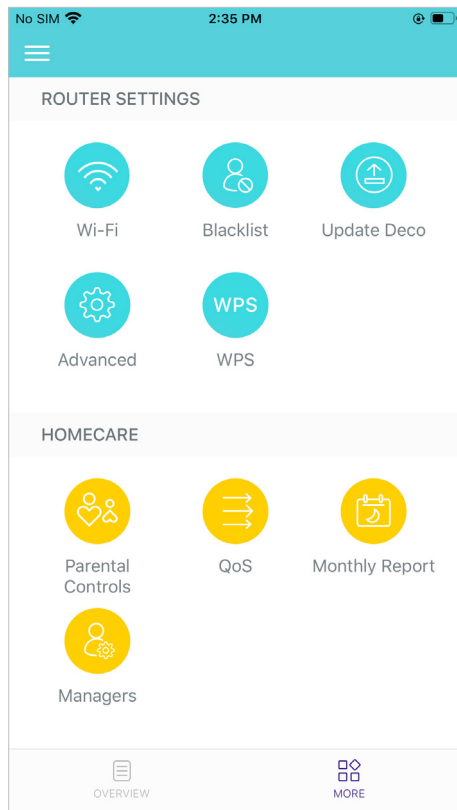 No SIM 2:35 PM
ROUTER SETTINGS
Wi-Fi Blacklist Update Deco
WPS
Advanced WPS
HOMECARE
Parental
Controls QoS Monthly Report
Managers
OVERVIEW MORE